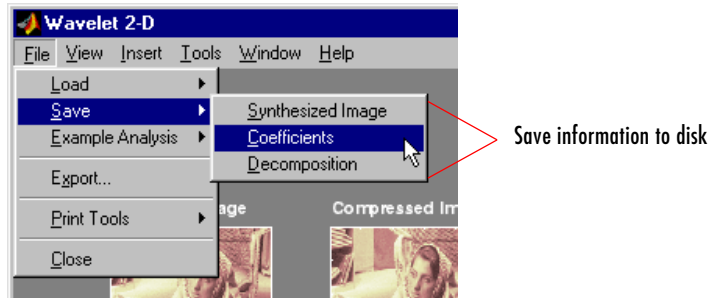 Wavelet 2-D
File View Insert Tools Window Help
Load
Save
Example Analysis
Export...
Print Tools
Close
Synthesized Image
Coefficients
Decomposition
Save information to disk
age
Compressed Im